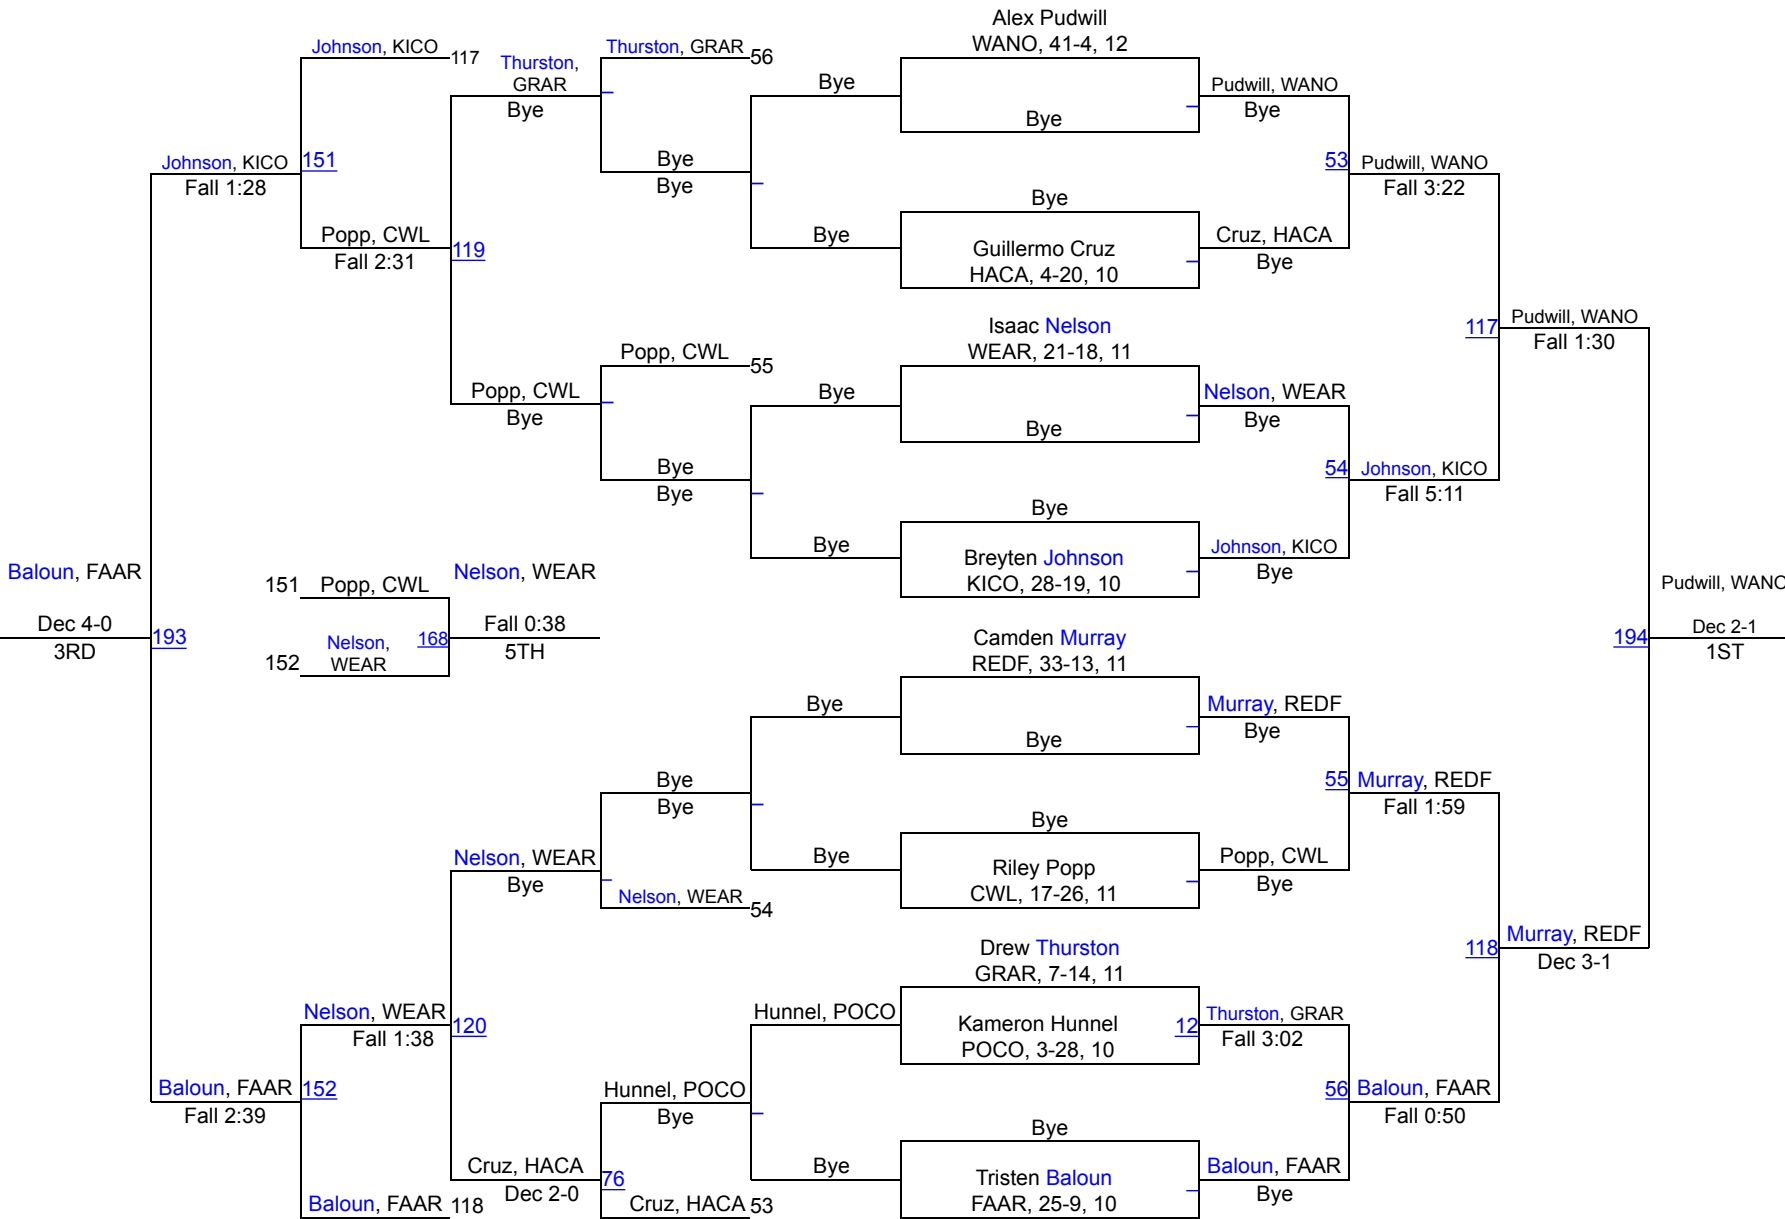 Alex Pudwill
WANO, 41-4, 12
Johnson, KICO
117
Thurston,
GRAR
Bye
Thurston, GRAR
56
Bye
Bye
Pudwill, WANO
Bye
Johnson, KICO
Fall 1:28
151
Bye
Bye
53
Pudwill, WANO
Fall 3:22
Popp, CWL
Fall 2:31
119
Bye
Bye
Guillermo Cruz
HACA, 4-20, 10
Cruz, HACA
Bye
Isaac Nelson
WEAR, 21-18, 11
117
Pudwill, WANO
Fall 1:30
Popp, CWL
55
Popp, CWL
Bye
Bye
Bye
Nelson, WEAR
Bye
Bye
Bye
54
Johnson, KICO
Fall 5:11
Bye
Bye
Breyten Johnson
KICO, 28-19, 10
Johnson, KICO
Bye
Baloun, FAAR
Dec 4-0
3RD
193
151
Popp, CWL
152
Nelson,
WEAR
168
Nelson, WEAR
Fall 0:38
5TH
Camden Murray
REDF, 33-13, 11
194
Pudwill, WANO
Dec 2-1
1ST
Bye
Bye
Murray, REDF
Bye
Bye
Bye
55
Murray, REDF
Fall 1:59
Nelson, WEAR
Bye
Bye
Bye
Riley Popp
CWL, 17-26, 11
Popp, CWL
Bye
Nelson, WEAR
54
Drew Thurston
GRAR, 7-14, 11
118
Murray, REDF
Dec 3-1
Nelson, WEAR
Fall 1:38
120
Hunnel, POCO
Kameron Hunnel
POCO, 3-28, 10
12
Thurston, GRAR
Fall 3:02
Baloun, FAAR
Fall 2:39
152
Hunnel, POCO
Bye
56
Baloun, FAAR
Fall 0:50
Cruz, HACA
Dec 2-0
76
Bye
Bye
Tristen Baloun
FAAR, 25-9, 10
Baloun, FAAR
Bye
Baloun, FAAR
118
Cruz, HACA
53